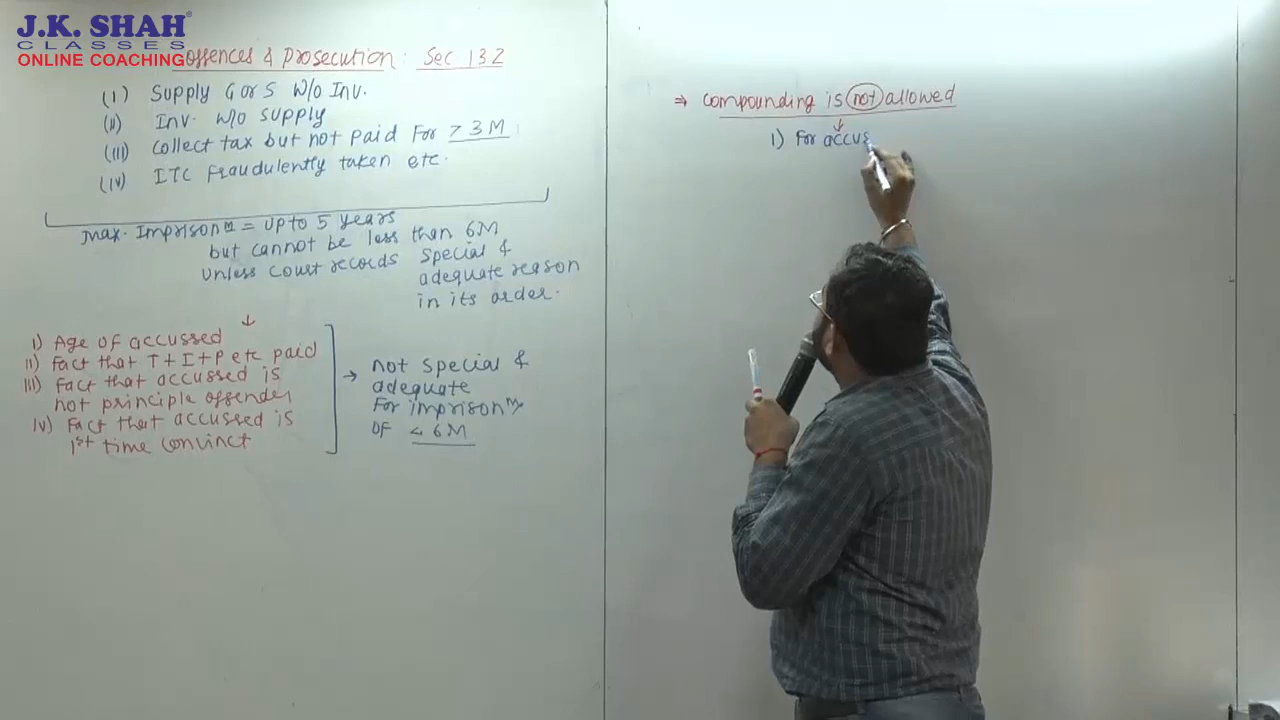 J.K. SHAH®
CLASSES
ONLINE COACHING
offences & Prosecution : Sec 132
(I) Supply G or S W/o Inv.
(II) Inv. W/o Supply
(III) Collect tax but not paid for > 3 M
(IV) ITC fraudulently taken etc.
Max. Imprisonᵐ = upto 5 years
but cannot be less than 6M
unless court records special &
adequate reason
in its order.
I) Age of accussed
II) Fact that T+I+P etc paid
III) Fact that accussed is
not principle offender
IV) Fact that accussed is
1st time convinct
→ not special &
adequate
for imprisonᵐ
of < 6M
⇒ Compounding is not allowed
1) For accus